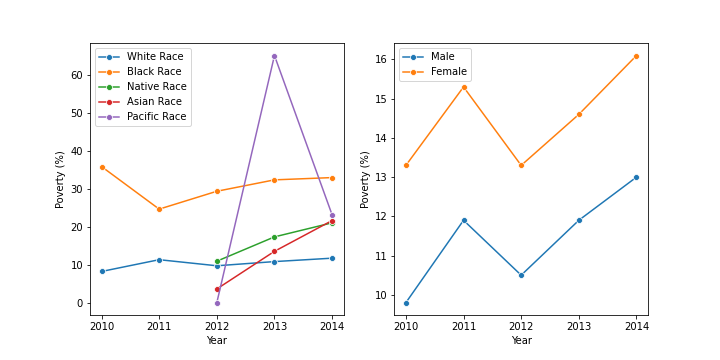 White Race
Black Race
Native Race
Asian Race
Pacific Race
Poverty (%)
60
50
40
30
20
10
0
2010 2011 2012 2013 2014
Year
Male
Female
Poverty (%)
16
15
14
13
12
11
10
2010 2011 2012 2013 2014
Year